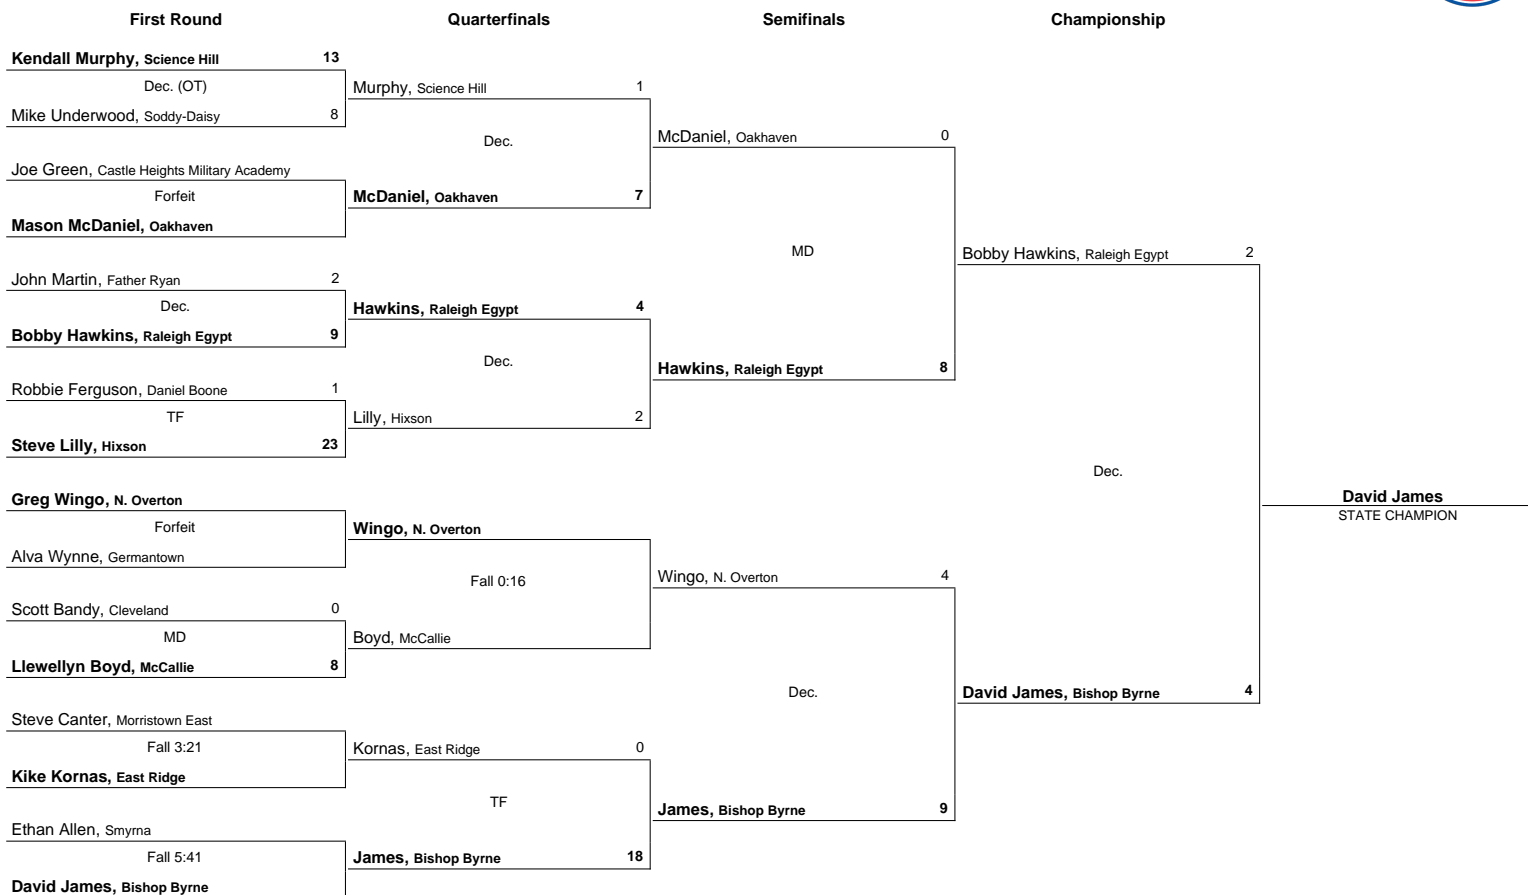 First Round
Quarterfinals
Semifinals
Championship
Kendall Murphy, Science Hill 13
Dec. (OT)
Mike Underwood, Soddy-Daisy 8
Joe Green, Castle Heights Military Academy
Forfeit
Mason McDaniel, Oakhaven
John Martin, Father Ryan 2
Dec.
Bobby Hawkins, Raleigh Egypt 9
Robbie Ferguson, Daniel Boone 1
TF
Steve Lilly, Hixson 23
Greg Wingo, N. Overton
Forfeit
Alva Wynne, Germantown
Scott Bandy, Cleveland 0
MD
Llewellyn Boyd, McCallie 8
Steve Canter, Morristown East
Fall 3:21
Kike Kornas, East Ridge
Ethan Allen, Smyrna
Fall 5:41
David James, Bishop Byrne
Murphy, Science Hill 1
Dec.
McDaniel, Oakhaven 7
Hawkins, Raleigh Egypt 4
Dec.
Lilly, Hixson 2
Wingo, N. Overton
Fall 0:16
Boyd, McCallie
Kornas, East Ridge 0
TF
James, Bishop Byrne 18
McDaniel, Oakhaven 0
MD
Hawkins, Raleigh Egypt 8
Wingo, N. Overton 4
Dec.
James, Bishop Byrne 9
Bobby Hawkins, Raleigh Egypt 2
Dec.
David James, Bishop Byrne 4
David James
STATE CHAMPION